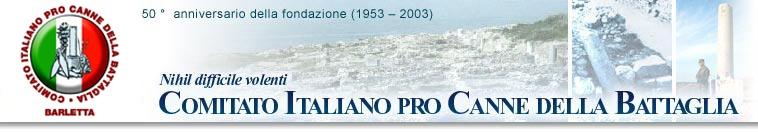 50 ° anniversario della fondazione (1953 – 2003)
COMITATO ITALIANO PRO CANNE DELLA BATTAGLIA •
BARLETTA
Nihil difficile volenti
COMITATO ITALIANO PRO CANNE DELLA BATTAGLIA